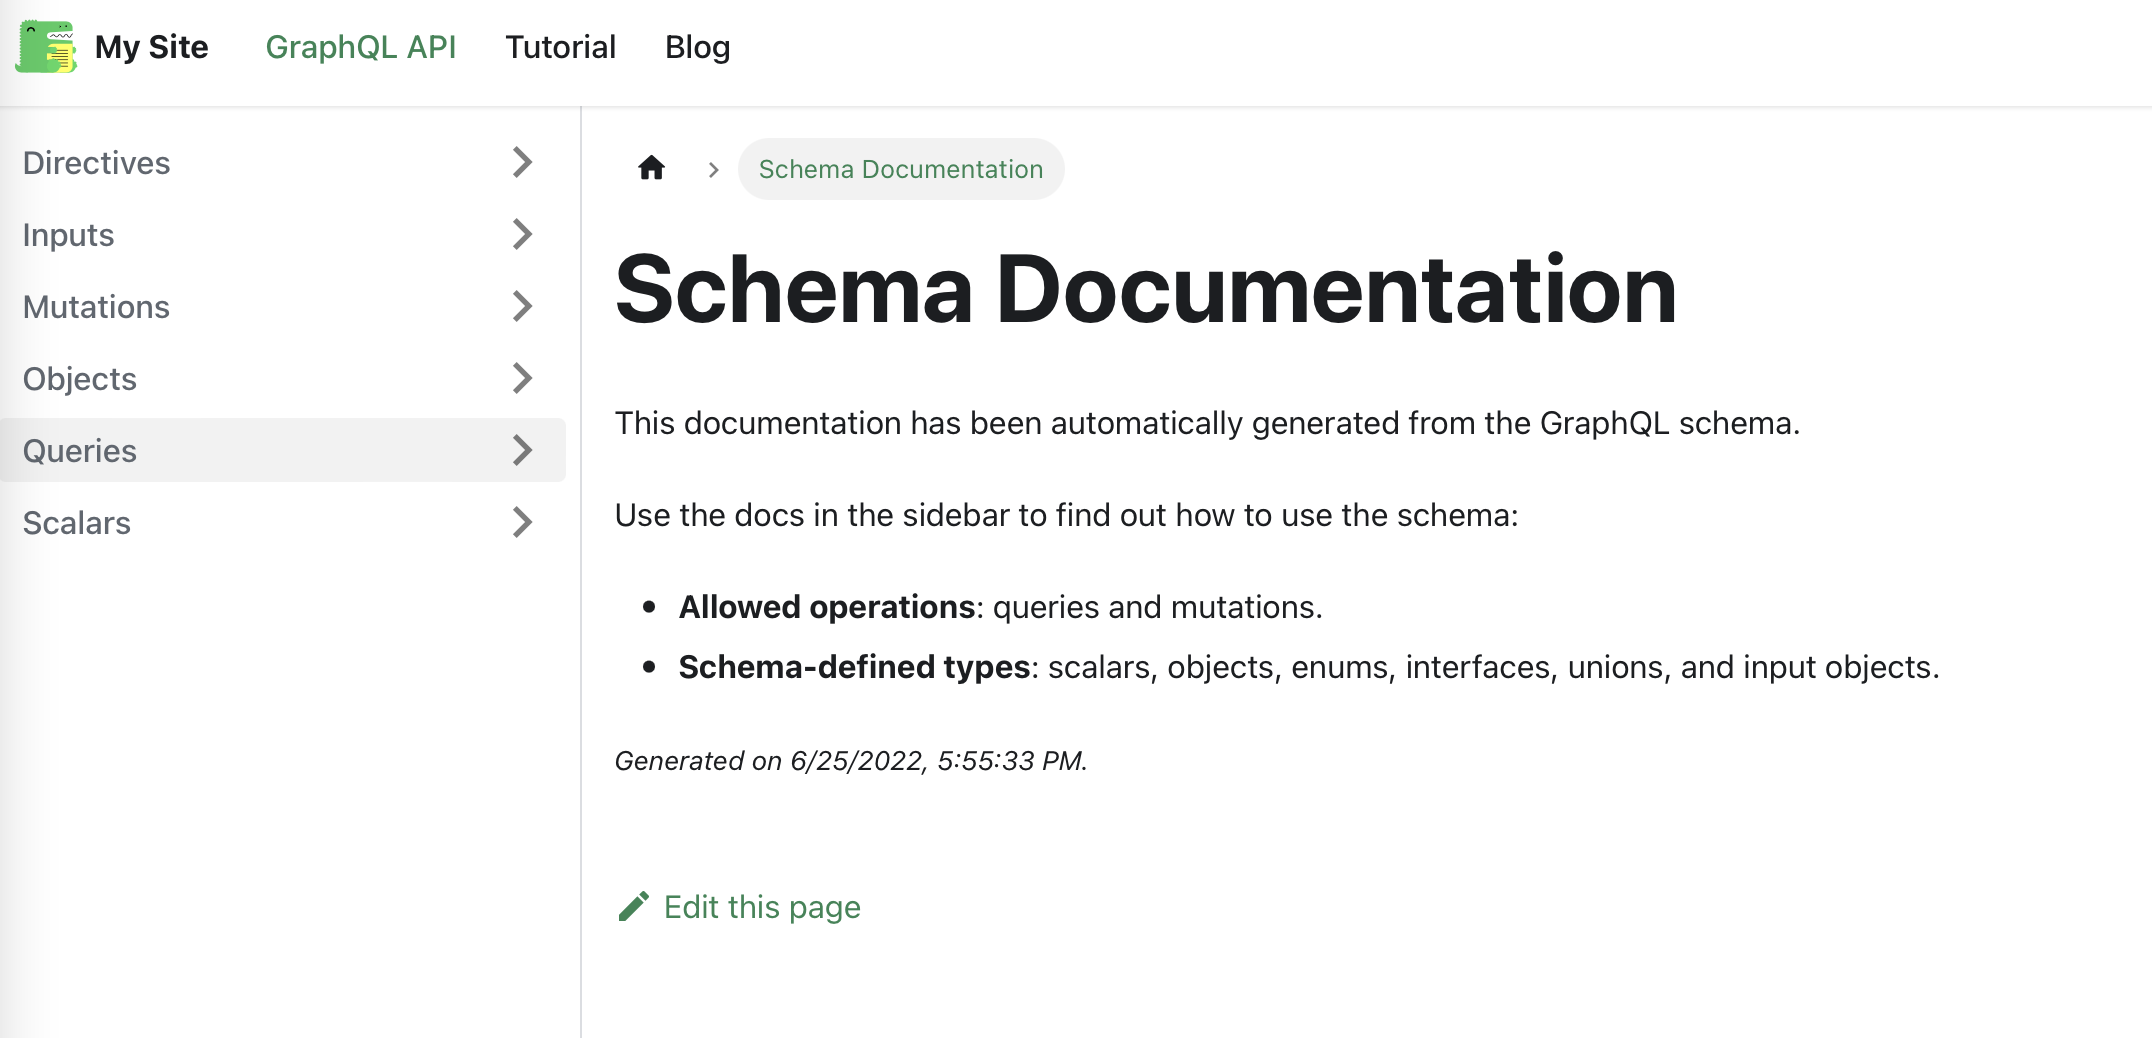 My Site GraphQL API Tutorial Blog
Directives
Inputs
Mutations
Objects
Queries
Scalars
Schema Documentation
Schema Documentation
This documentation has been automatically generated from the GraphQL schema.
Use the docs in the sidebar to find out how to use the schema:
• Allowed operations: queries and mutations.
• Schema-defined types: scalars, objects, enums, interfaces, unions, and input objects.
Generated on 6/25/2022, 5:55:33 PM.
Edit this page